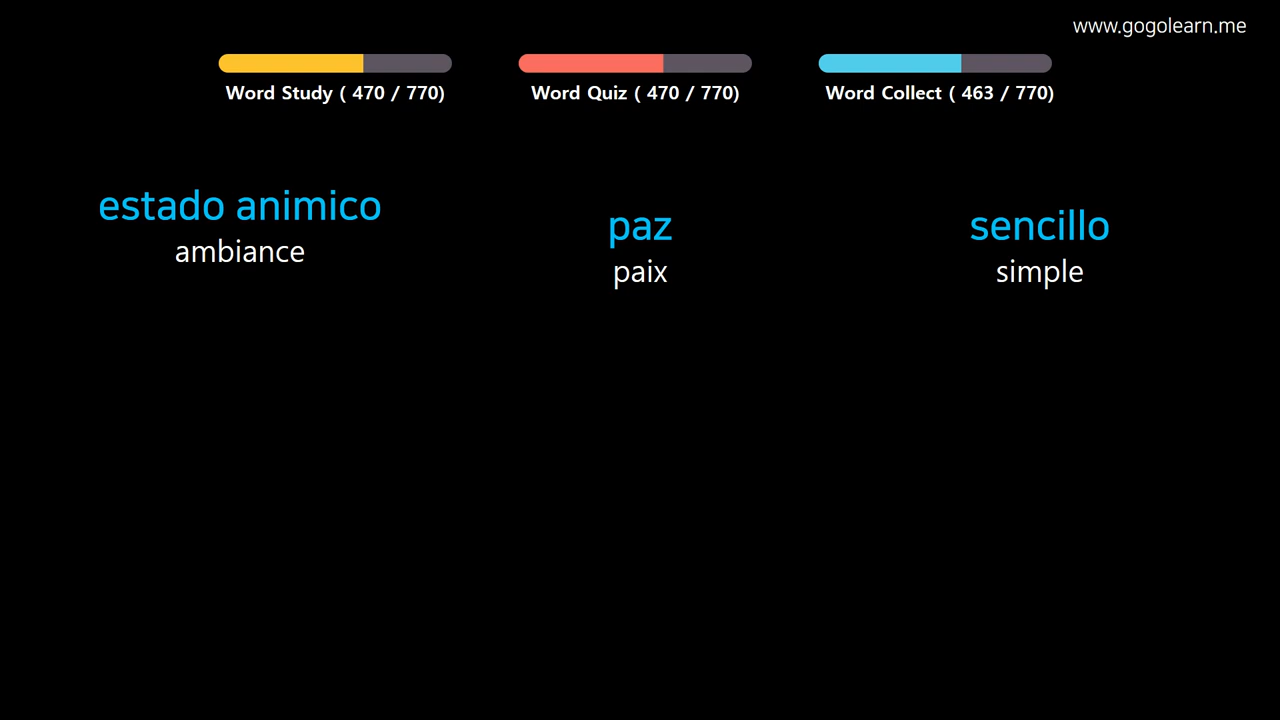 www.gogolearn.me
Word Study ( 470 / 770)
Word Quiz ( 470 / 770)
Word Collect ( 463 / 770)
estado animico
ambiance
paz
paix
sencillo
simple